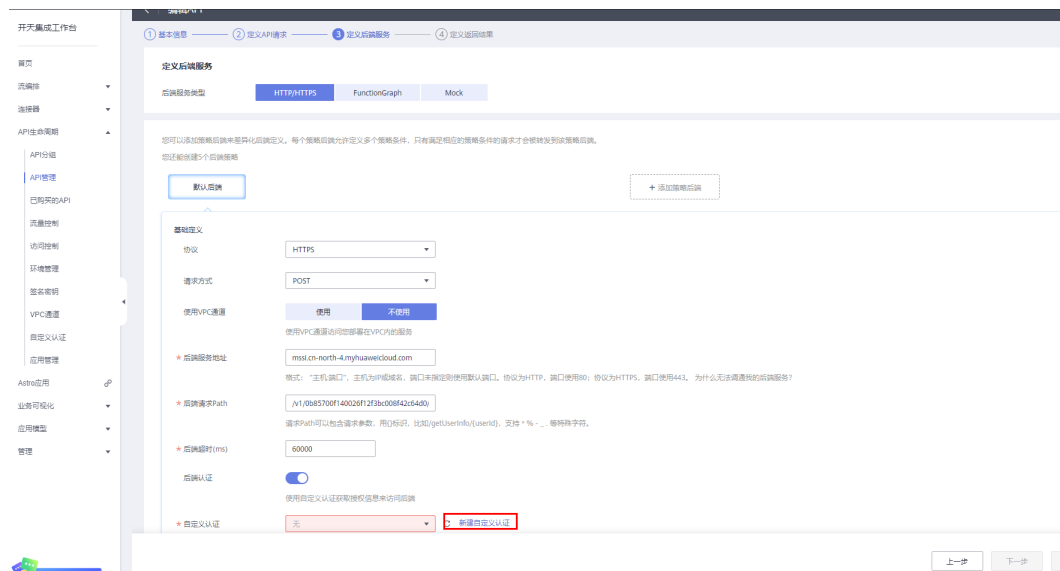 编辑API
开天集成工作台
1 基本信息 2 定义API请求 3 定义后端服务 4 定义返回结果
首页
流编排
连接器
API生命周期
API分组
API管理
已购买的API
流量控制
访问控制
环境管理
签名密钥
VPC通道
自定义认证
应用管理
Astro应用
业务可视化
应用模型
管理
定义后端服务
后端服务类型 HTTP/HTTPS FunctionGraph Mock
您可以添加策略后端来差异化后端定义。每个策略后端允许定义多个策略条件，只有满足相应的策略条件的请求才会被转发到该策略后端。
您还能创建5个后端策略
默认后端 + 添加策略后端
基础定义
协议 HTTPS
请求方式 POST
使用VPC通道 使用 不使用
使用VPC通道访问您部署在VPC内的服务
* 后端服务地址 mssi.cn-north-4.myhuaweicloud.com
格式：“主机:端口”，主机为IP或域名，端口未指定则使用默认端口。协议为HTTP，端口使用80；协议为HTTPS，端口使用443。 为什么无法调通我的后端服务?
* 后端请求Path /v1/0b85700f140026f12f3bc008f42c64d0/
请求Path可以包含请求参数，用{}标识，比如/getUserInfo/{userId}，支持 * % - _ . 等特殊字符。
* 后端超时(ms) 60000
后端认证
使用自定义认证获取授权信息来访问后端
* 自定义认证 无 新建自定义认证
上一步 下一步